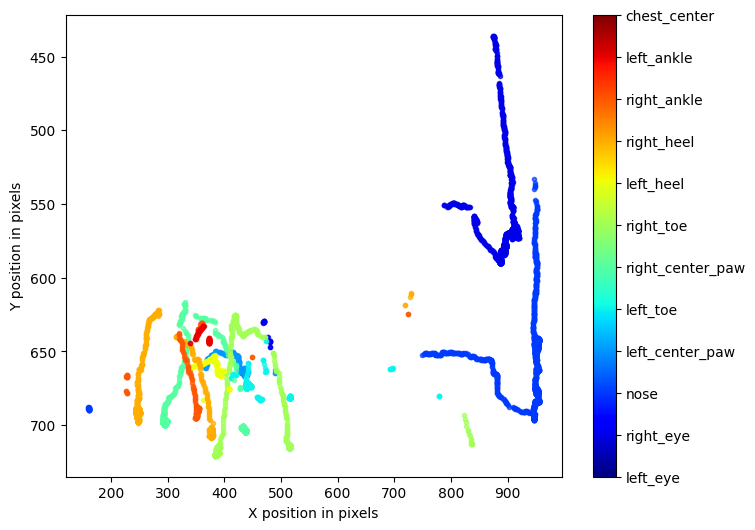 450
500
550
600
650
700
Y position in pixels
200 300 400 500 600 700 800 900
X position in pixels
chest_center
left_ankle
right_ankle
right_heel
left_heel
right_toe
right_center_paw
left_toe
left_center_paw
nose
right_eye
left_eye